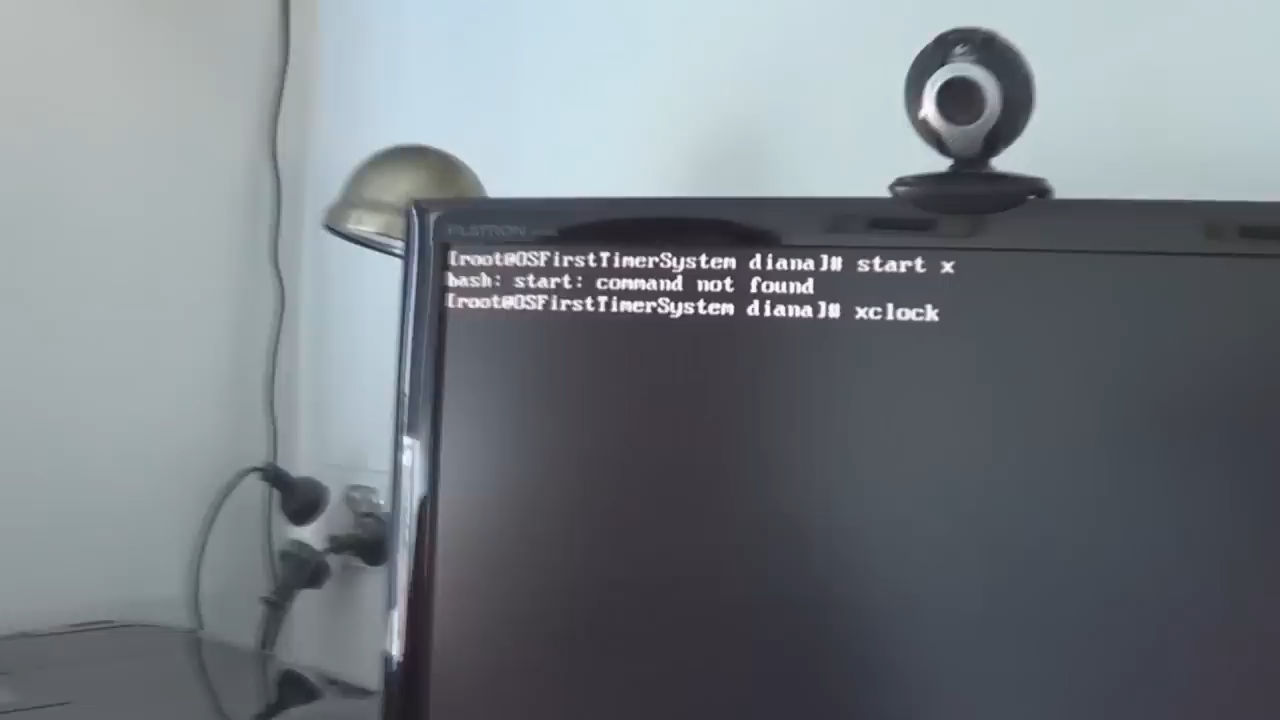 [root@OSFirstTimerSystem diana]# start x
bash: start: command not found
[root@OSFirstTimerSystem diana]# xclock